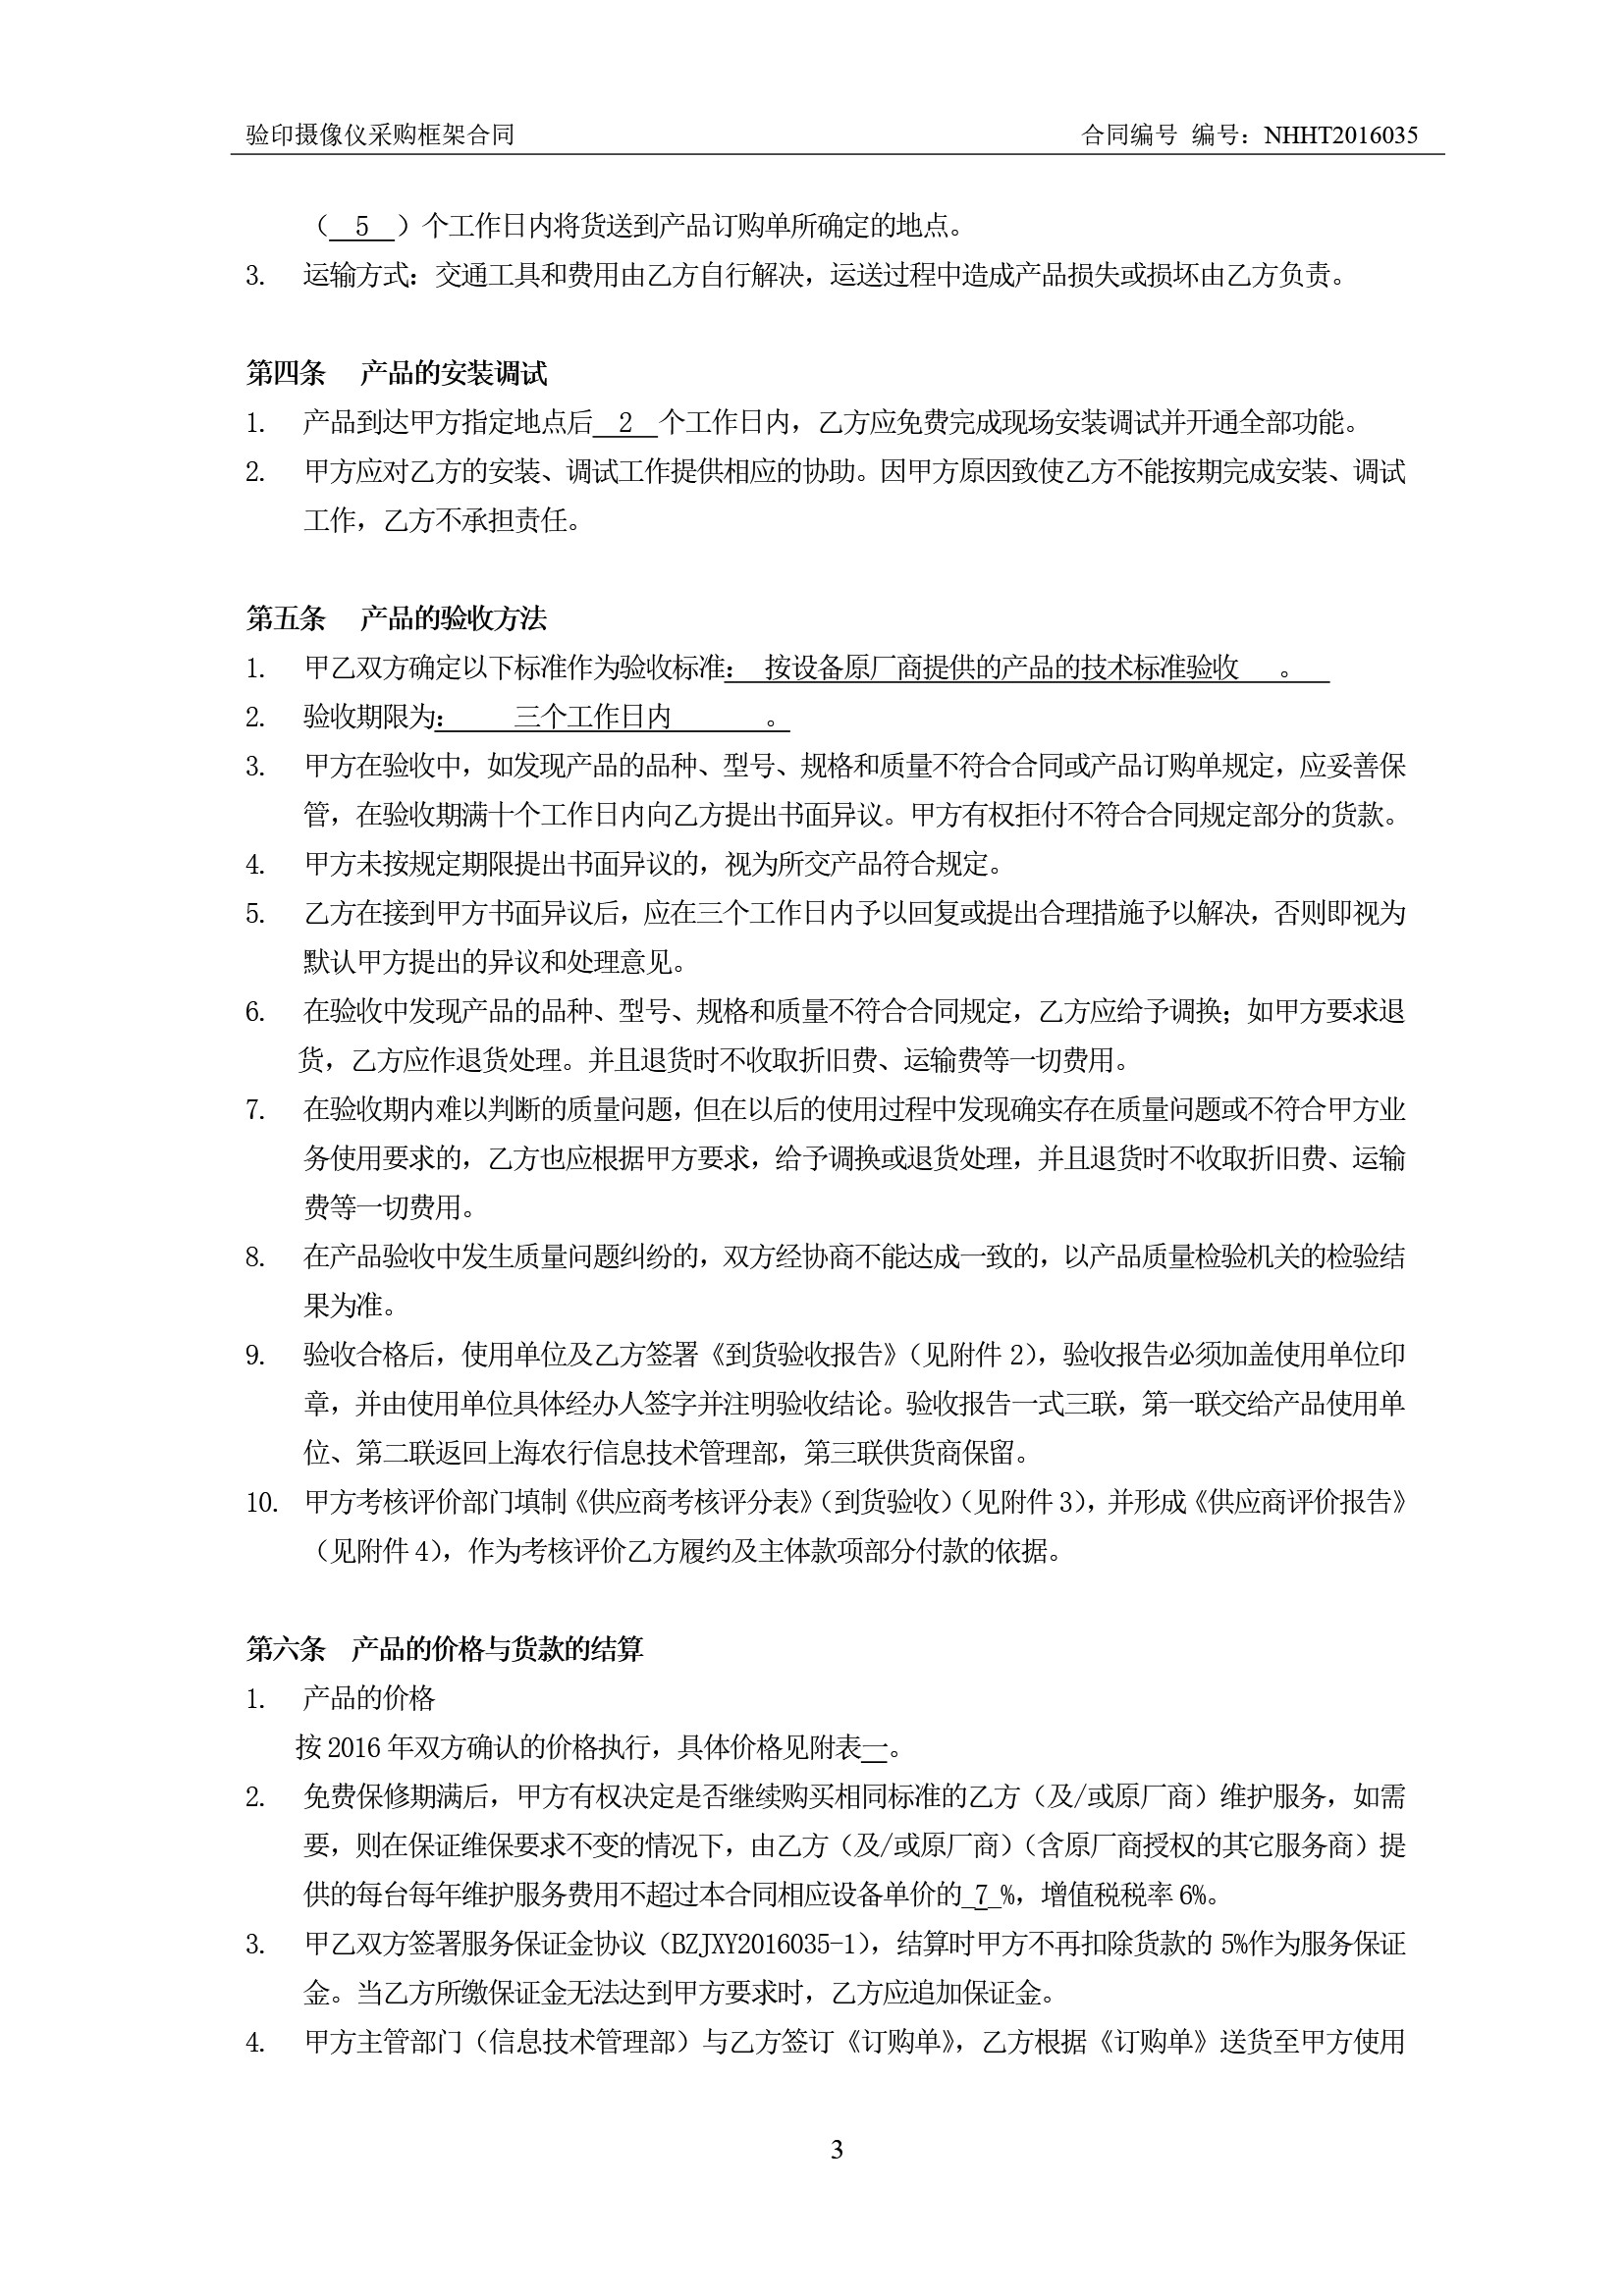 验印摄像仪采购框架合同 合同编号 编号：NHHT2016035
（ 5 ）个工作日内将货送到产品订购单所确定的地点。
3. 运输方式：交通工具和费用由乙方自行解决，运送过程中造成产品损失或损坏由乙方负责。
第四条 产品的安装调试
1. 产品到达甲方指定地点后 2 个工作日内，乙方应免费完成现场安装调试并开通全部功能。
2. 甲方应对乙方的安装、调试工作提供相应的协助。因甲方原因致使乙方不能按期完成安装、调试
工作，乙方不承担责任。
第五条 产品的验收方法
1. 甲乙双方确定以下标准作为验收标准： 按设备原厂商提供的产品的技术标准验收 。
2. 验收期限为： 三个工作日内 。
3. 甲方在验收中，如发现产品的品种、型号、规格和质量不符合合同或产品订购单规定，应妥善保
管，在验收期满十个工作日内向乙方提出书面异议。甲方有权拒付不符合合同规定部分的货款。
4. 甲方未按规定期限提出书面异议的，视为所交产品符合规定。
5. 乙方在接到甲方书面异议后，应在三个工作日内予以回复或提出合理措施予以解决，否则即视为
默认甲方提出的异议和处理意见。
6. 在验收中发现产品的品种、型号、规格和质量不符合合同规定，乙方应给予调换；如甲方要求退
货，乙方应作退货处理。并且退货时不收取折旧费、运输费等一切费用。
7. 在验收期内难以判断的质量问题，但在以后的使用过程中发现确实存在质量问题或不符合甲方业
务使用要求的，乙方也应根据甲方要求，给予调换或退货处理，并且退货时不收取折旧费、运输
费等一切费用。
8. 在产品验收中发生质量问题纠纷的，双方经协商不能达成一致的，以产品质量检验机关的检验结
果为准。
9. 验收合格后，使用单位及乙方签署《到货验收报告》（见附件 2），验收报告必须加盖使用单位印
章，并由使用单位具体经办人签字并注明验收结论。验收报告一式三联，第一联交给产品使用单
位、第二联返回上海农行信息技术管理部，第三联供货商保留。
10. 甲方考核评价部门填制《供应商考核评分表》（到货验收）（见附件 3），并形成《供应商评价报告》
（见附件 4），作为考核评价乙方履约及主体款项部分付款的依据。
第六条 产品的价格与货款的结算
1. 产品的价格
按 2016 年双方确认的价格执行，具体价格见附表一。
2. 免费保修期满后，甲方有权决定是否继续购买相同标准的乙方（及/或原厂商）维护服务，如需
要，则在保证维保要求不变的情况下，由乙方（及/或原厂商）（含原厂商授权的其它服务商）提
供的每台每年维护服务费用不超过本合同相应设备单价的_7_%，增值税税率 6%。
3. 甲乙双方签署服务保证金协议（BZJXY2016035-1），结算时甲方不再扣除货款的 5%作为服务保证
金。当乙方所缴保证金无法达到甲方要求时，乙方应追加保证金。
4. 甲方主管部门（信息技术管理部）与乙方签订《订购单》，乙方根据《订购单》送货至甲方使用
3